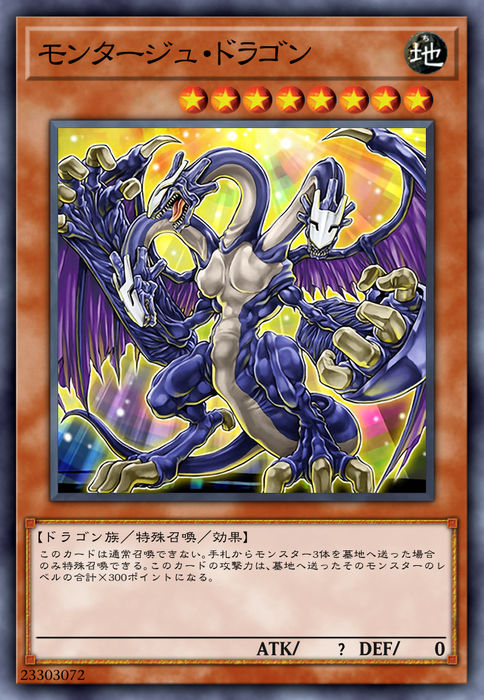 モンタージュ・ドラゴン
ち
地
【ドラゴン族／特殊召喚／効果】
このカードは通常召喚できない。手札からモンスター3体を墓地へ送った場合
のみ特殊召喚できる。このカードの攻撃力は、墓地へ送ったそのモンスターのレ
ベルの合計×300ポイントになる。
ATK/ ? DEF/ 0
23303072